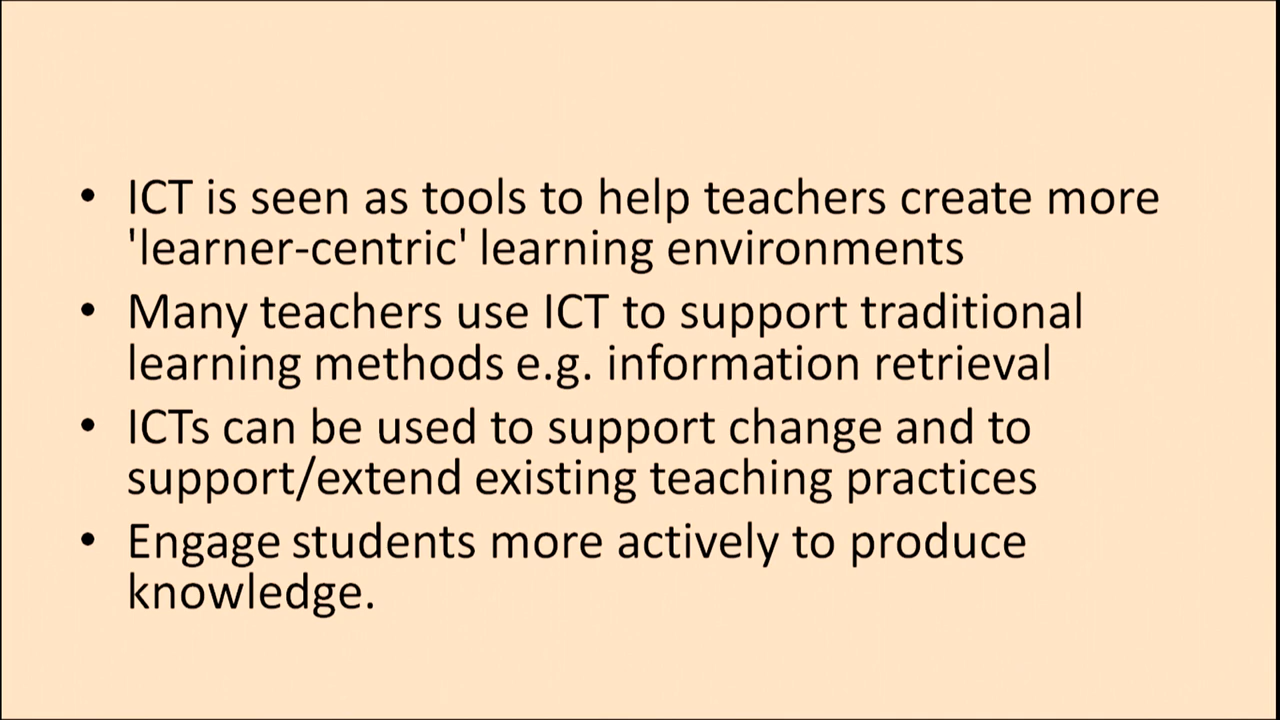 • ICT is seen as tools to help teachers create more
'learner-centric' learning environments
• Many teachers use ICT to support traditional
learning methods e.g. information retrieval
• ICTs can be used to support change and to
support/extend existing teaching practices
• Engage students more actively to produce
knowledge.